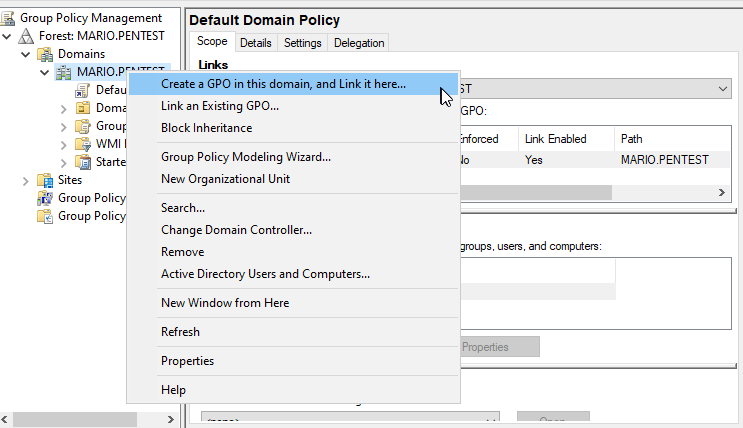 Group Policy Management
Forest: MARIO.PENTEST
Domains
MARIO.PENTEST
Defau
Doma
Group
WMI
Starte
Sites
Group Policy
Group Policy
Default Domain Policy
Scope Details Settings Delegation
Links
ST
GPO:
nforced Link Enabled Path
No Yes MARIO.PENTEST
groups, users, and computers:
Properties
(none)
Open
Create a GPO in this domain, and Link it here...
Link an Existing GPO...
Block Inheritance
Group Policy Modeling Wizard...
New Organizational Unit
Search...
Change Domain Controller...
Remove
Active Directory Users and Computers...
New Window from Here
Refresh
Properties
Help